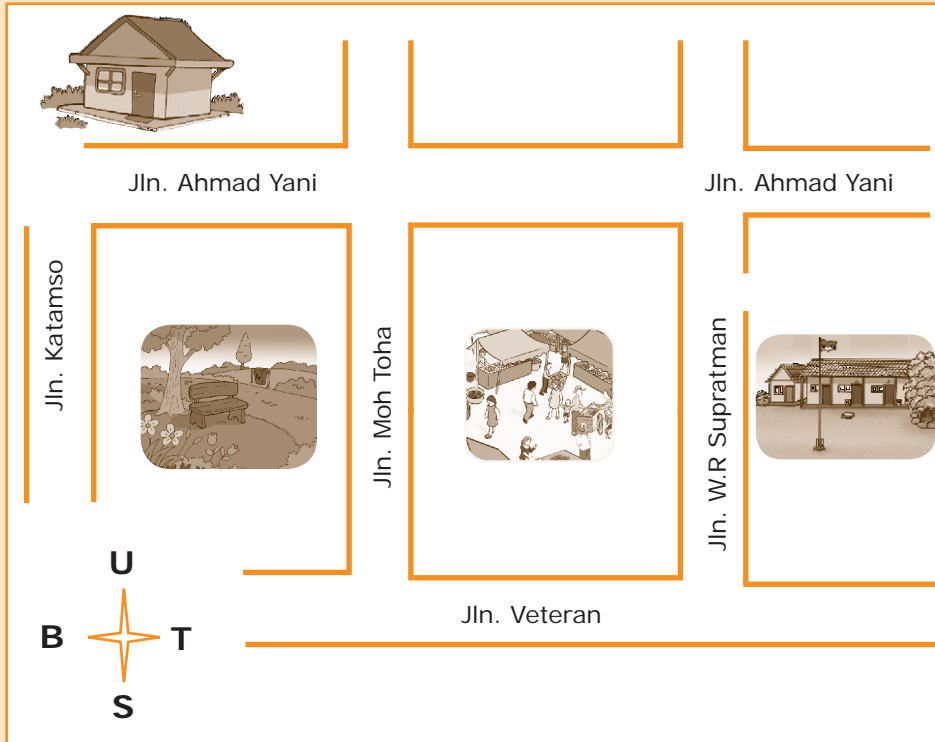 Jln. Ahmad Yani
Jln. Ahmad Yani
Jln. Katamso
Jln. Moh Toha
Jln. W.R Supratman
U
B T
S
Jln. Veteran